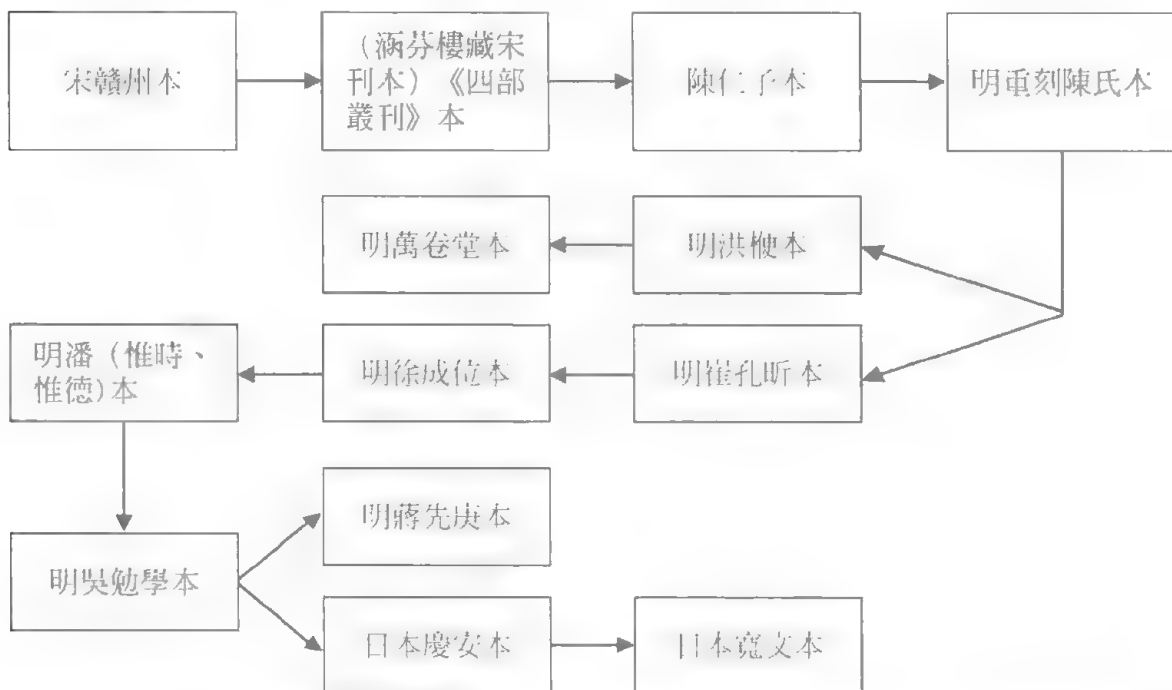 宋贛州本
（涵芬樓藏宋
刊本）《四部
叢刊》本
陳仁子本
明重刻陳氏本
明萬卷堂本
明洪楩本
明潘（惟時、
惟德）本
明徐成位本
明崔孔昕本
明蔣先庚本
明吳勉學本
日本慶安本
日本寬文本